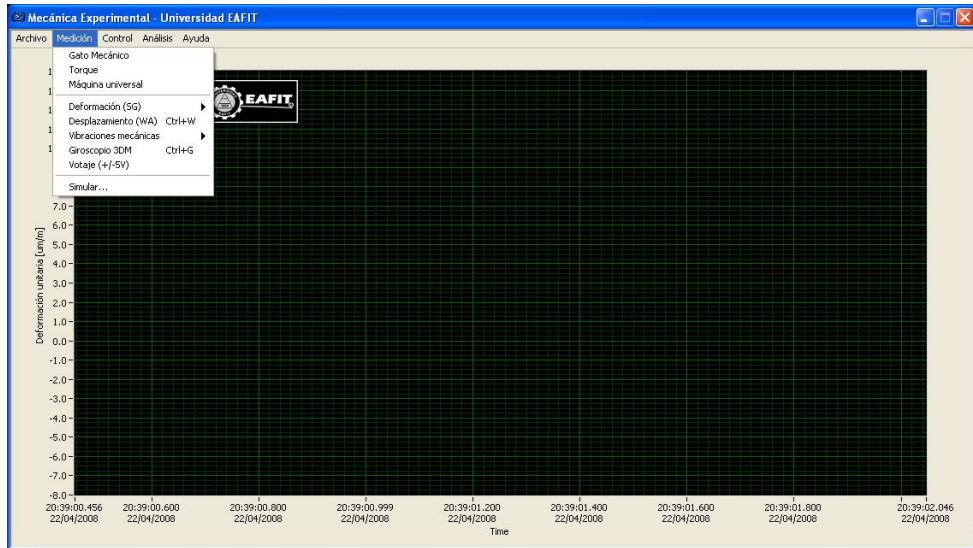 Mecánica Experimental - Universidad EAFIT
Archivo Medición Control Análisis Ayuda
Gato Mecánico
Torque
Máquina universal
Deformación (SG)
Desplazamiento (WA) Ctrl+W
Vibraciones mecánicas
Giroscopio 3DM Ctrl+G
Votaje (+/-5V)
Simular...
EAFIT
EAFIT
1
1
1
1
1
7.0
6.0
5.0
4.0
3.0
2.0
1.0
0.0
-1.0
-2.0
-3.0
-4.0
-5.0
-6.0
-7.0
-8.0
Deformación unitaria [um/m]
20:39:00.456 20:39:00.600 20:39:00.800 20:39:00.999 20:39:01.200 20:39:01.400 20:39:01.600 20:39:01.800 20:39:02.046
22/04/2008 22/04/2008 22/04/2008 22/04/2008 22/04/2008 22/04/2008 22/04/2008 22/04/2008 22/04/2008
Time